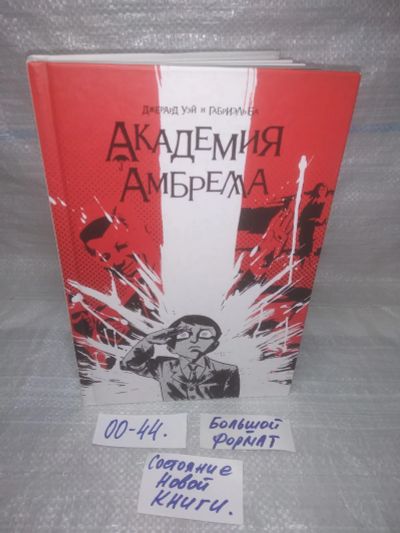 Джерард Уэй и Габриэль Ба
Академия
Амбрелла
00-44.
Большой
формат
Состояние
новой
книги.